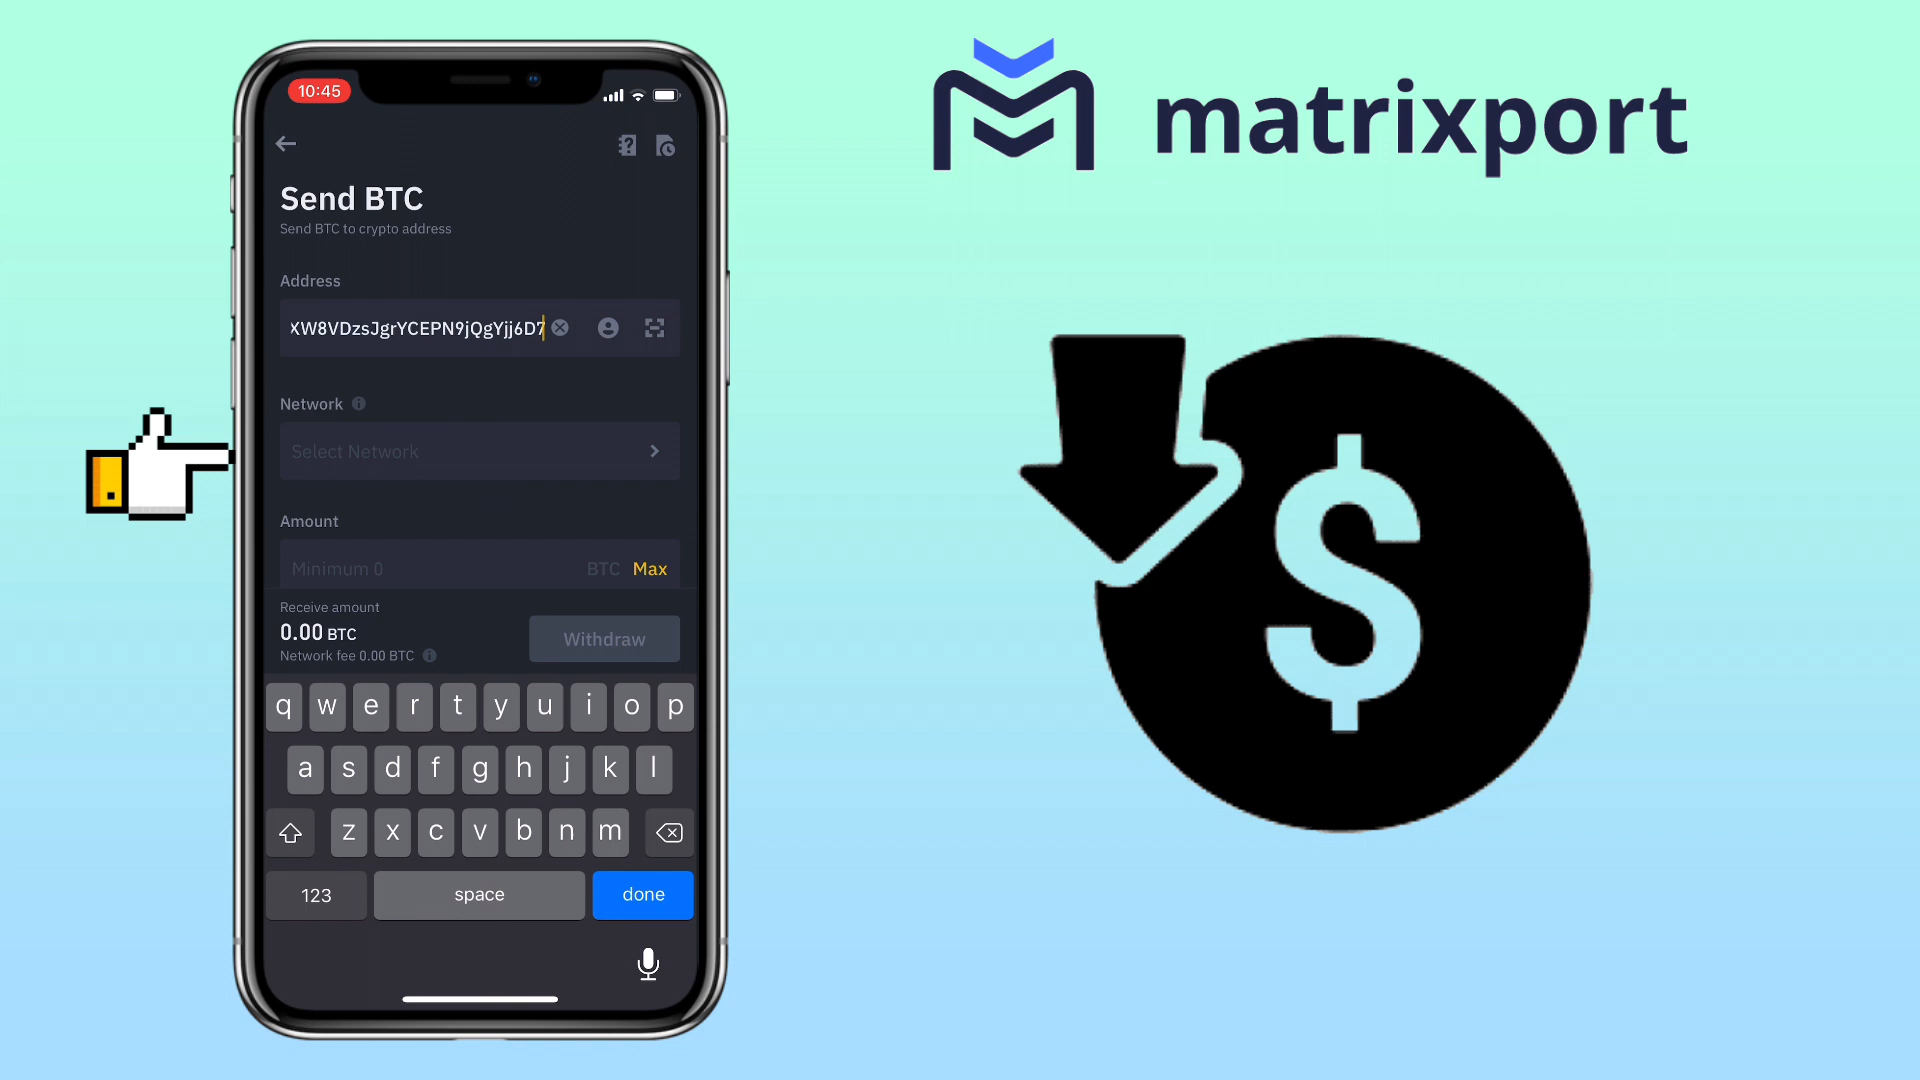 matrixport
10:45
Send BTC
Send BTC to crypto address
Address
XW8VDzsJgrYCEPN9jQgYjj6D7
Network
Select Network
Amount
Minimum 0 BTC Max
Receive amount
0.00 BTC
Network fee 0.00 BTC
Withdraw
q w e r t y u i o p
a s d f g h j k l
z x c v b n m
123 space done
$